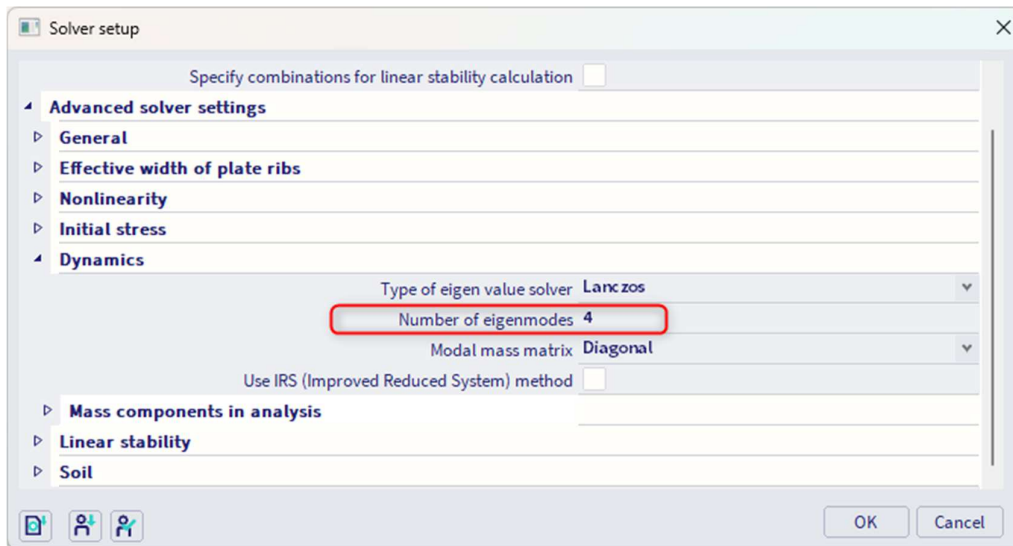 Solver setup
Specify combinations for linear stability calculation
Advanced solver settings
General
Effective width of plate ribs
Nonlinearity
Initial stress
Dynamics
Type of eigen value solver Lanczos
Number of eigenmodes 4
Modal mass matrix Diagonal
Use IRS (Improved Reduced System) method
Mass components in analysis
Linear stability
Soil
OK Cancel